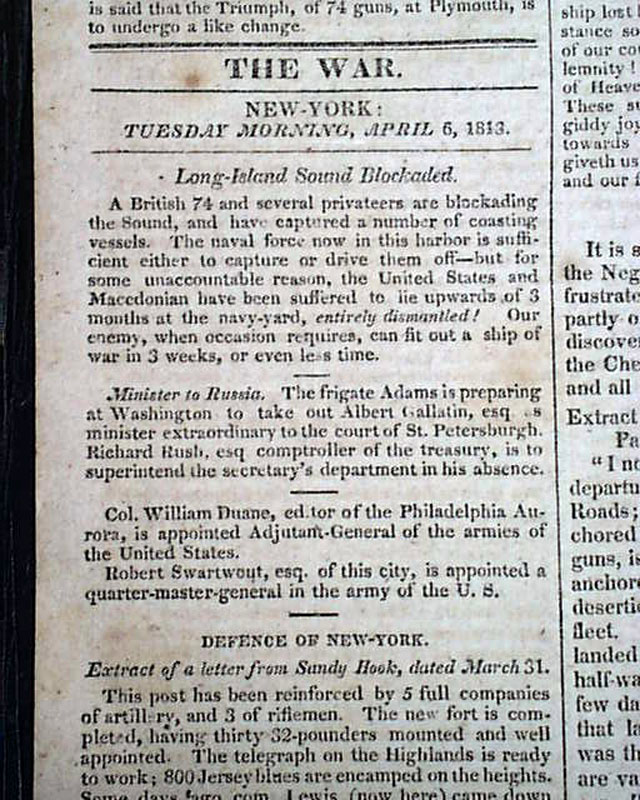 is said that the Triumph, of 74 guns, at Plymouth, is
to undergo a like change.
THE WAR.
NEW-YORK:
TUESDAY MORNING, APRIL 6, 1813.
Long-Island Sound Blockaded.
A British 74 and several privateers are blockading
the Sound, and have captured a number of coasting
vessels. The naval force now in this harbor is suffi-
cient either to capture or drive them off—but for
some unaccountable reason, the United States and
Macedonian have been suffered to lie upwards of 3
months at the navy-yard, entirely dismantled! Our
enemy, when occasion requires, can fit out a ship of
war in 3 weeks, or even less time.
Minister to Russia. The frigate Adams is preparing
at Washington to take out Albert Gallatin, esq as
minister extraordinary to the court of St. Petersburgh.
Richard Rush, esq comptroller of the treasury, is to
superintend the secretary's department in his absence.
Col. William Duane, editor of the Philadelphia Au-
rora, is appointed Adjutant-General of the armies of
the United States.
Robert Swartwout, esq. of this city, is appointed a
quarter-master-general in the army of the U. S.
DEFENCE OF NEW-YORK.
Extract of a letter from Sandy Hook, dated March 31.
This post has been reinforced by 5 full companies
of artillery, and 3 of riflemen. The new fort is com-
pleted, having thirty 32-pounders mounted and well
appointed. The telegraph on the Highlands is ready
to work; 800 Jersey blues are encamped on the heights.
Some days ago, com. Lewis (now here) came down
ship lost
stance so
of our co
lemnity!
of Heave
These s
giddy joy
towards
giveth us
and our f
It is s
the Neg
frustrate
partly o
discover
the Che
and all
Extract
Pa
"I no
departu
Roads;
chored
guns, is
anchore
deserti
fleet.
landed
half-wa
few da
that la
was th
are va